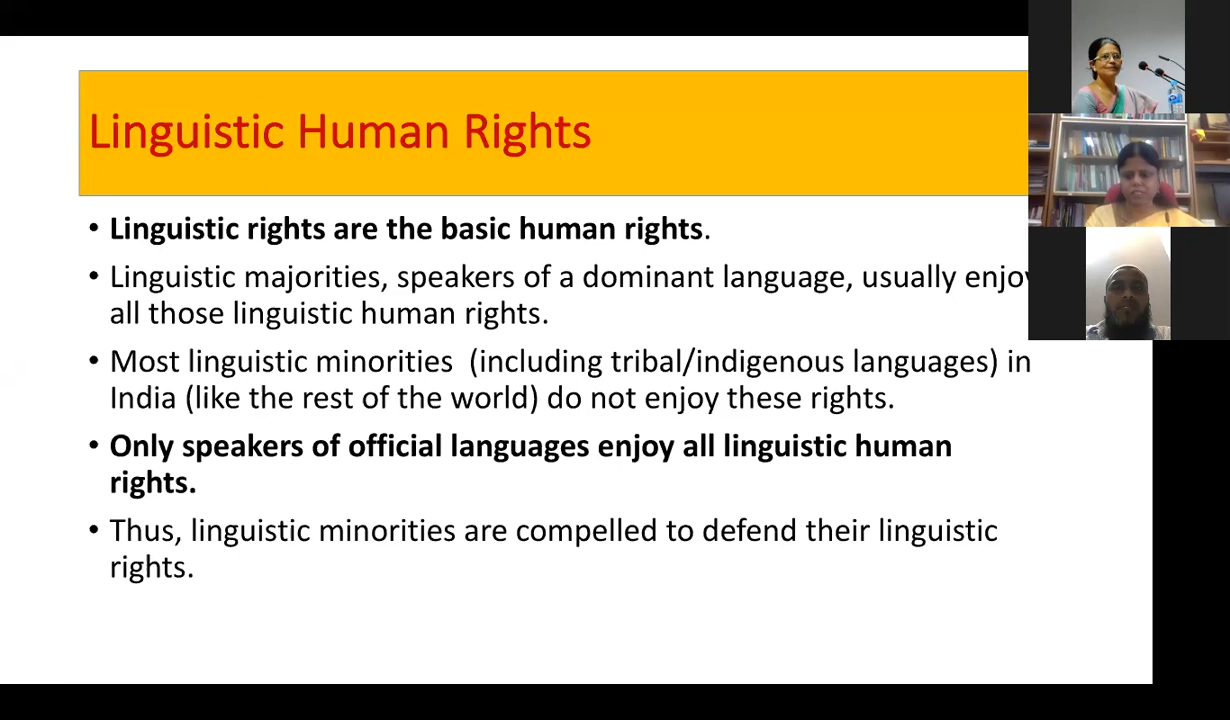 Linguistic Human Rights
• Linguistic rights are the basic human rights.
• Linguistic majorities, speakers of a dominant language, usually enjoy
all those linguistic human rights.
• Most linguistic minorities (including tribal/indigenous languages) in
India (like the rest of the world) do not enjoy these rights.
• Only speakers of official languages enjoy all linguistic human
rights.
• Thus, linguistic minorities are compelled to defend their linguistic
rights.